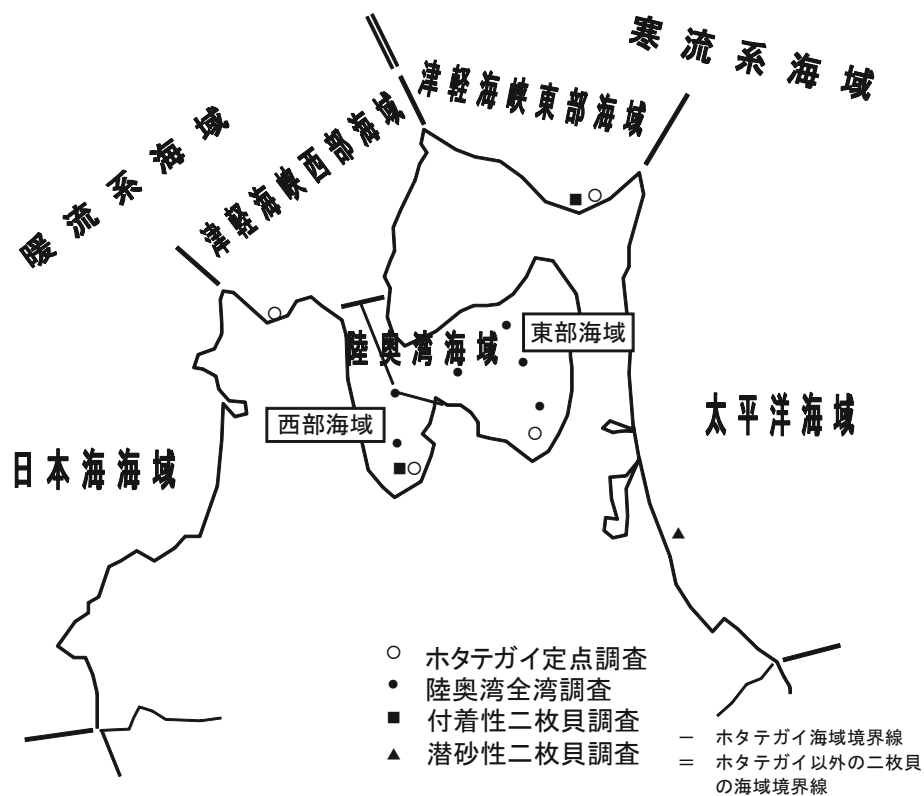 寒流系海域
津軽海峡東部海域
暖流系海域
津軽海峡西部海域
陸奥湾海域
東部海域
西部海域
太平洋海域
日本海海域
○ ホタテガイ定点調査
● 陸奥湾全湾調査
■ 付着性二枚貝調査
▲ 潜砂性二枚貝調査
－ ホタテガイ海域境界線
＝ ホタテガイ以外の二枚貝
の海域境界線